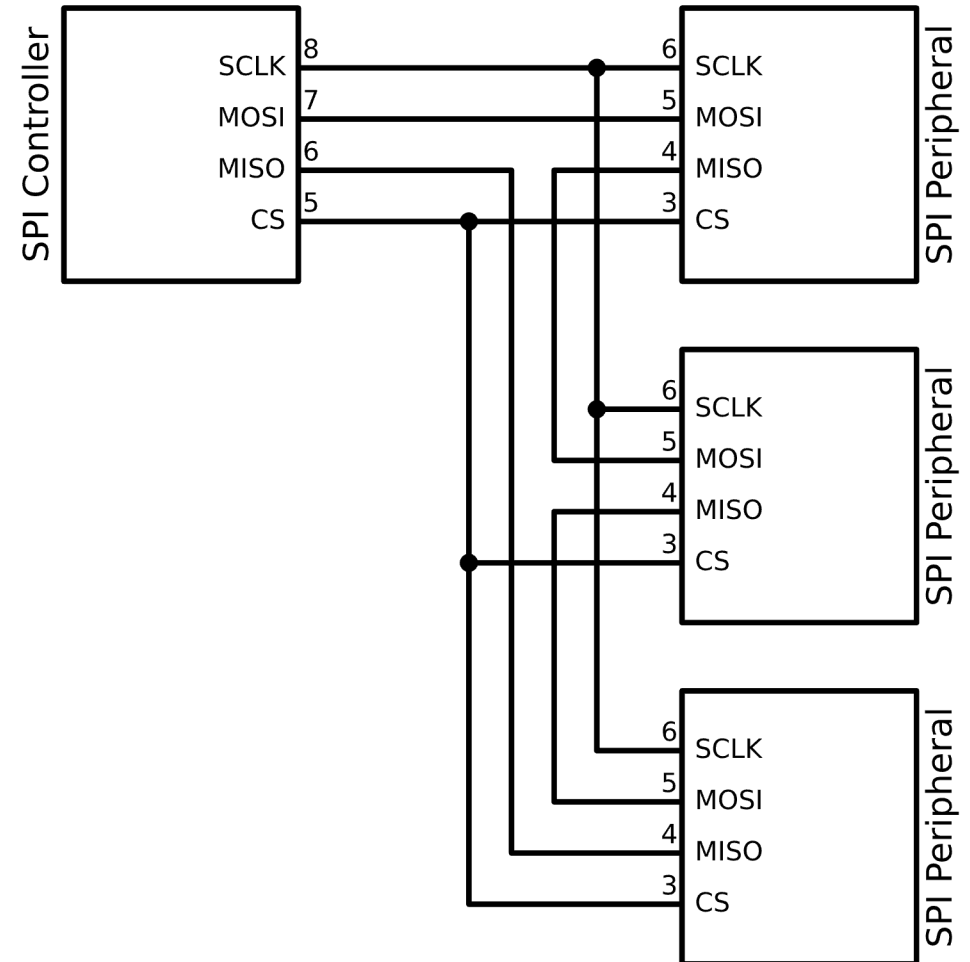 SPI Controller
SCLK 8
MOSI 7
MISO 6
CS 5
6 SCLK
5 MOSI
4 MISO
3 CS
SPI Peripheral
6 SCLK
5 MOSI
4 MISO
3 CS
SPI Peripheral
6 SCLK
5 MOSI
4 MISO
3 CS
SPI Peripheral